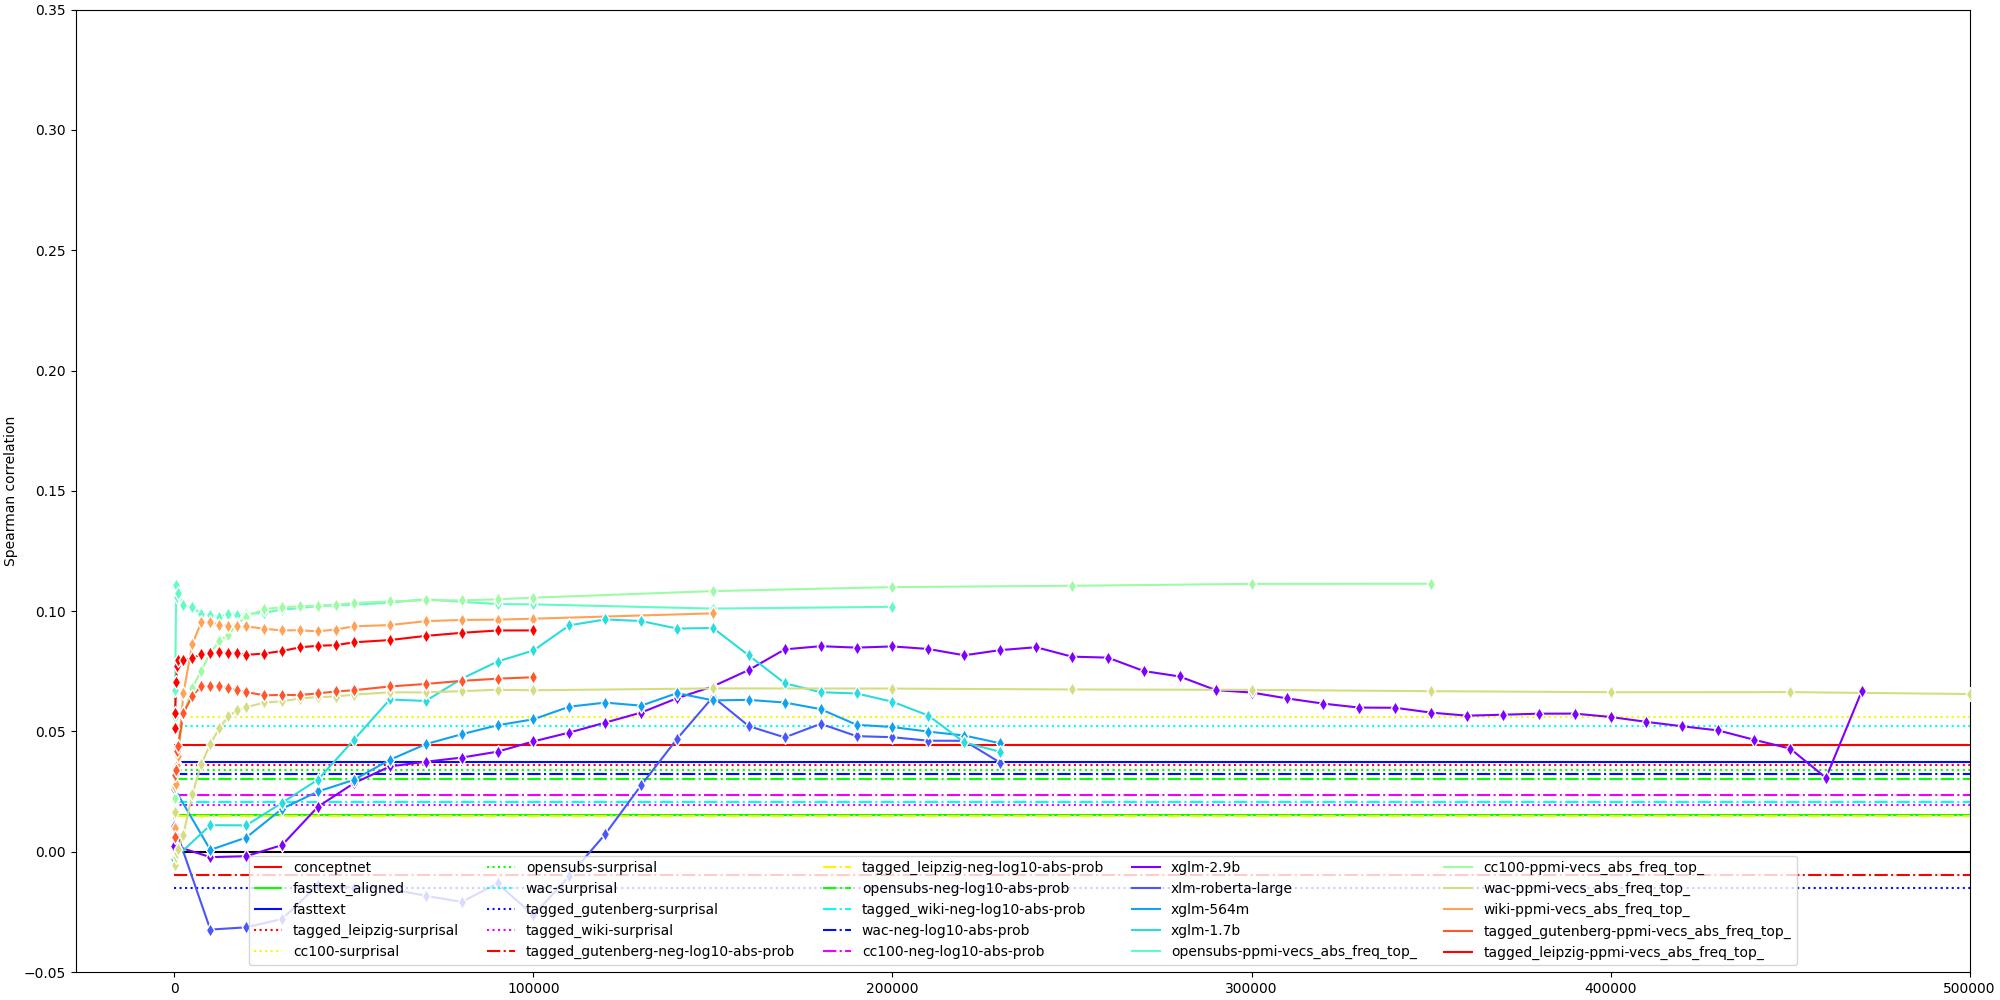 0.35
0.30
0.25
0.20
0.15
0.10
0.05
0.00
−0.05
Spearman correlation
conceptnet
fasttext_aligned
fasttext
tagged_leipzig-surprisal
cc100-surprisal
opensubs-surprisal
wac-surprisal
tagged_gutenberg-surprisal
tagged_wiki-surprisal
tagged_gutenberg-neg-log10-abs-prob
tagged_leipzig-neg-log10-abs-prob
opensubs-neg-log10-abs-prob
tagged_wiki-neg-log10-abs-prob
wac-neg-log10-abs-prob
cc100-neg-log10-abs-prob
xglm-2.9b
xlm-roberta-large
xglm-564m
xglm-1.7b
opensubs-ppmi-vecs_abs_freq_top_
cc100-ppmi-vecs_abs_freq_top_
wac-ppmi-vecs_abs_freq_top_
wiki-ppmi-vecs_abs_freq_top_
tagged_gutenberg-ppmi-vecs_abs_freq_top_
tagged_leipzig-ppmi-vecs_abs_freq_top_
0 100000 200000 300000 400000 500000